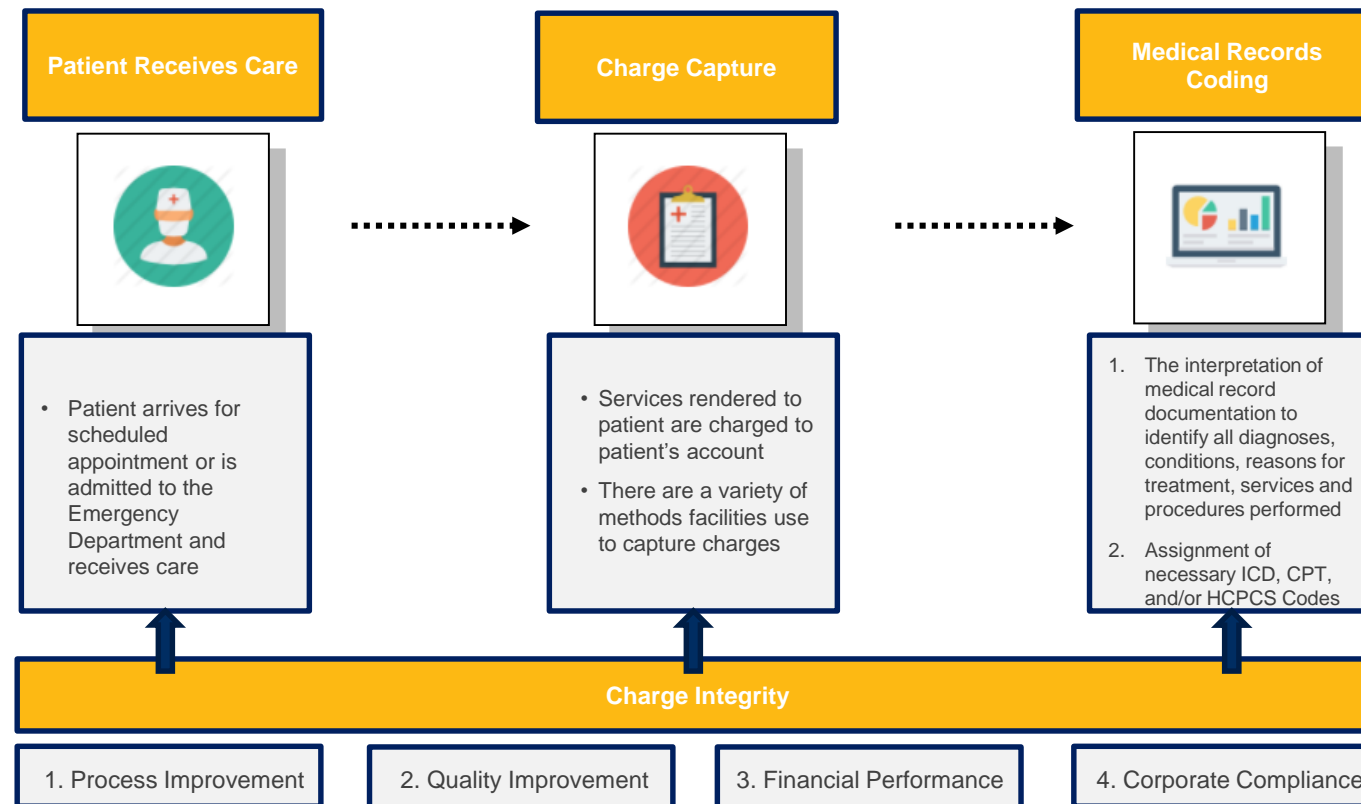 Patient Receives Care
Charge Capture
Medical Records
Coding
• Patient arrives for
scheduled
appointment or is
admitted to the
Emergency
Department and
receives care
• Services rendered to
patient are charged to
patient’s account
• There are a variety of
methods facilities use
to capture charges
1. The interpretation of
medical record
documentation to
identify all diagnoses,
conditions, reasons for
treatment, services and
procedures performed
2. Assignment of
necessary ICD, CPT,
and/or HCPCS Codes
Charge Integrity
1. Process Improvement
2. Quality Improvement
3. Financial Performance
4. Corporate Compliance